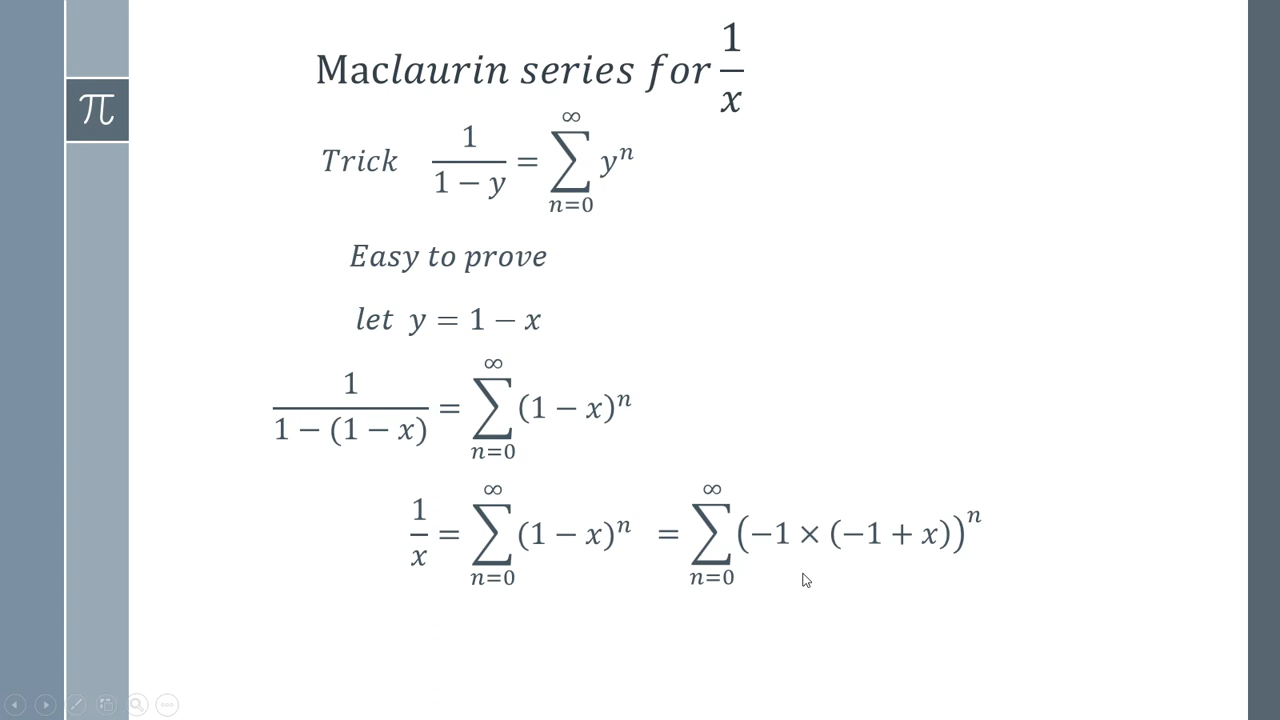 Maclaurin series for 1/x
π
Trick 1/(1 − y) = ∑_{n=0}^{∞} y^n
Easy to prove
let y = 1 − x
1/(1 − (1 − x)) = ∑_{n=0}^{∞} (1 − x)^n
1/x = ∑_{n=0}^{∞} (1 − x)^n = ∑_{n=0}^{∞} (−1 × (−1 + x))^n